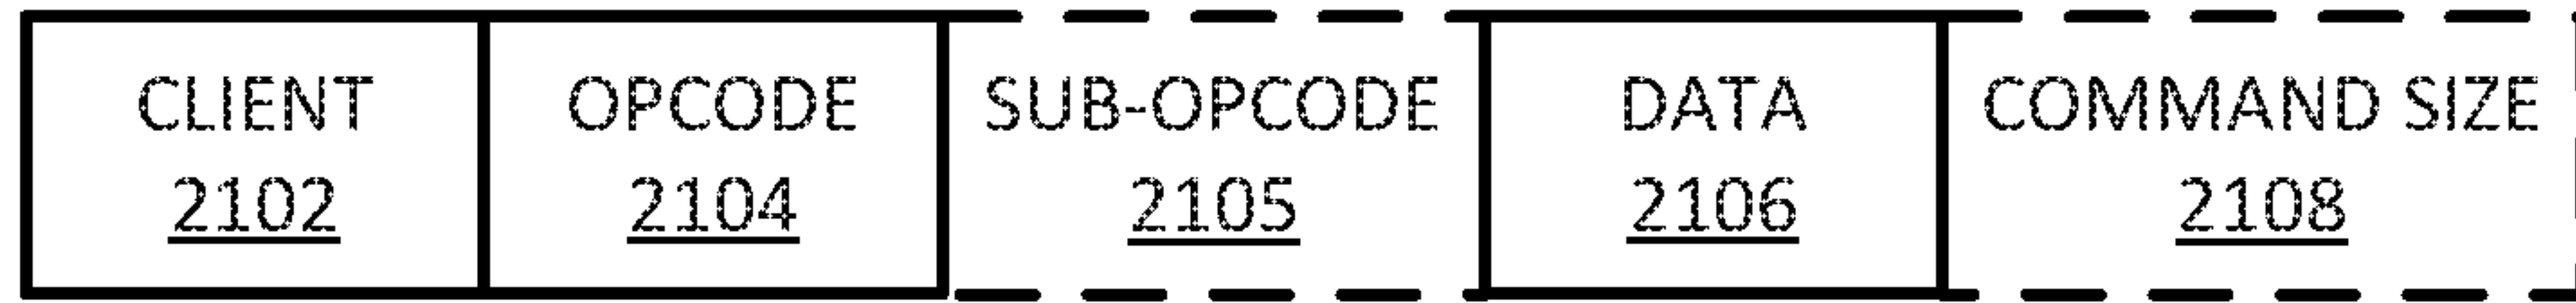 CLIENT OPCODE SUB-OPCODE DATA COMMAND SIZE
2102 2104 2105 2106 2108